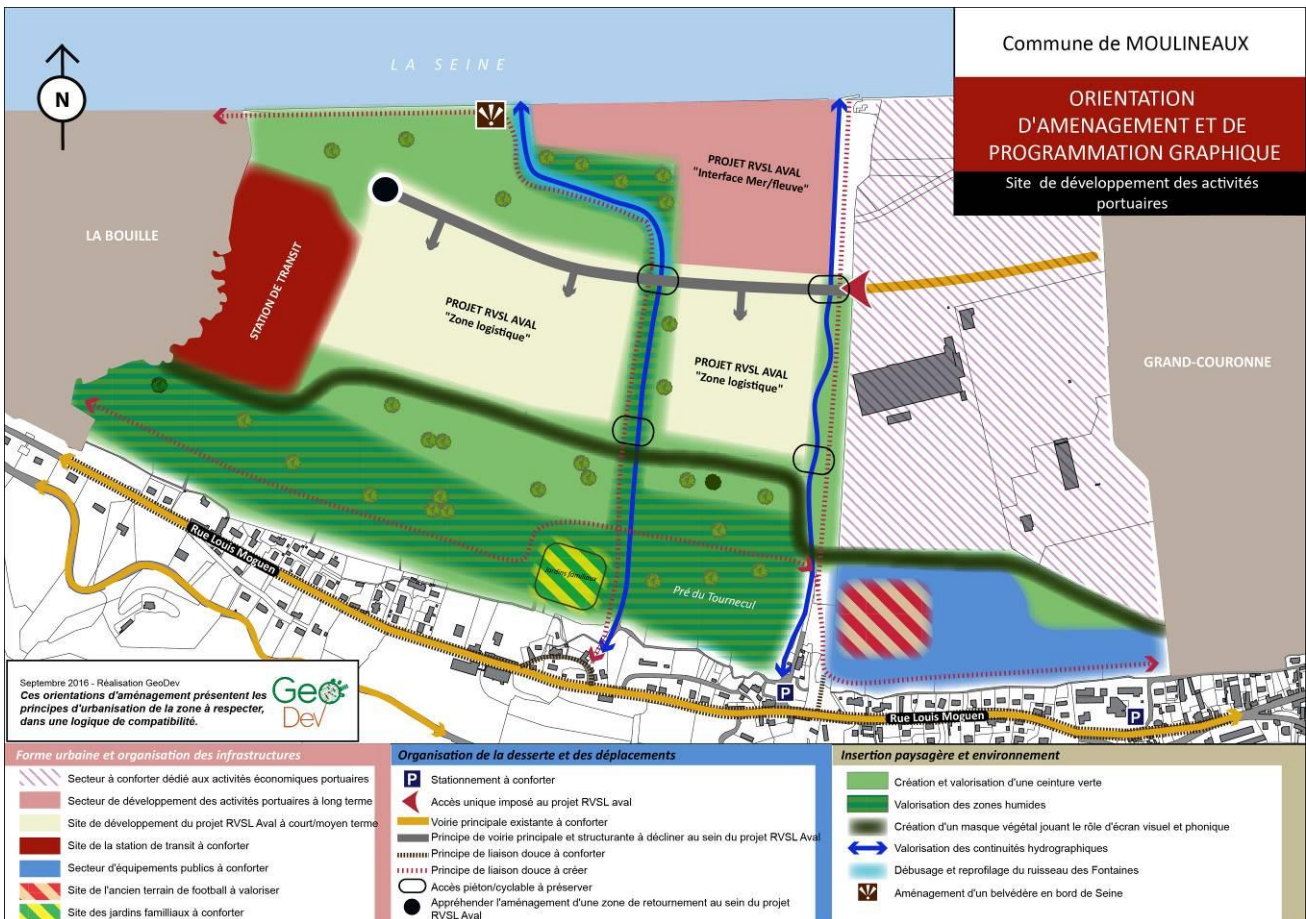 Commune de MOULINEAUX
ORIENTATION
D'AMENAGEMENT ET DE
PROGRAMMATION GRAPHIQUE
Site de développement des activités
portuaires
N
LA SEINE
LA BOUILLE
STATION DE TRANSIT
PROJET RVSL AVAL
"Interface Mer/fleuve"
PROJET RVSL AVAL
"Zone logistique"
PROJET RVSL AVAL
"Zone logistique"
GRAND-COURONNE
Jardins familiaux
Pré du Tournecul
Rue Louis Moguen
Rue Louis Moguen
P
P
Septembre 2016 - Réalisation GeoDev
Ces orientations d'aménagement présentent les
principes d'urbanisation de la zone à respecter,
dans une logique de compatibilité.
Geo
Dev
Forme urbaine et organisation des infrastructures
Secteur à conforter dédié aux activités économiques portuaires
Secteur de développement des activités portuaires à long terme
Site de développement du projet RVSL Aval à court/moyen terme
Site de la station de transit à conforter
Secteur d'équipements publics à conforter
Site de l'ancien terrain de football à valoriser
Site des jardins familliaux à conforter
Organisation de la desserte et des déplacements
P Stationnement à conforter
Accès unique imposé au projet RVSL aval
Voirie principale existante à conforter
Principe de voirie principale et structurante à décliner au sein du projet RVSL Aval
Principe de liaison douce à conforter
Principe de liaison douce à créer
Accès piéton/cyclable à préserver
Appréhender l'aménagement d'une zone de retournement au sein du projet
RVSL Aval
Insertion paysagère et environnement
Création et valorisation d'une ceinture verte
Valorisation des zones humides
Création d'un masque végétal jouant le rôle d'écran visuel et phonique
Valorisation des continuités hydrographiques
Débusage et reprofilage du ruisseau des Fontaines
Aménagement d'un belvédère en bord de Seine